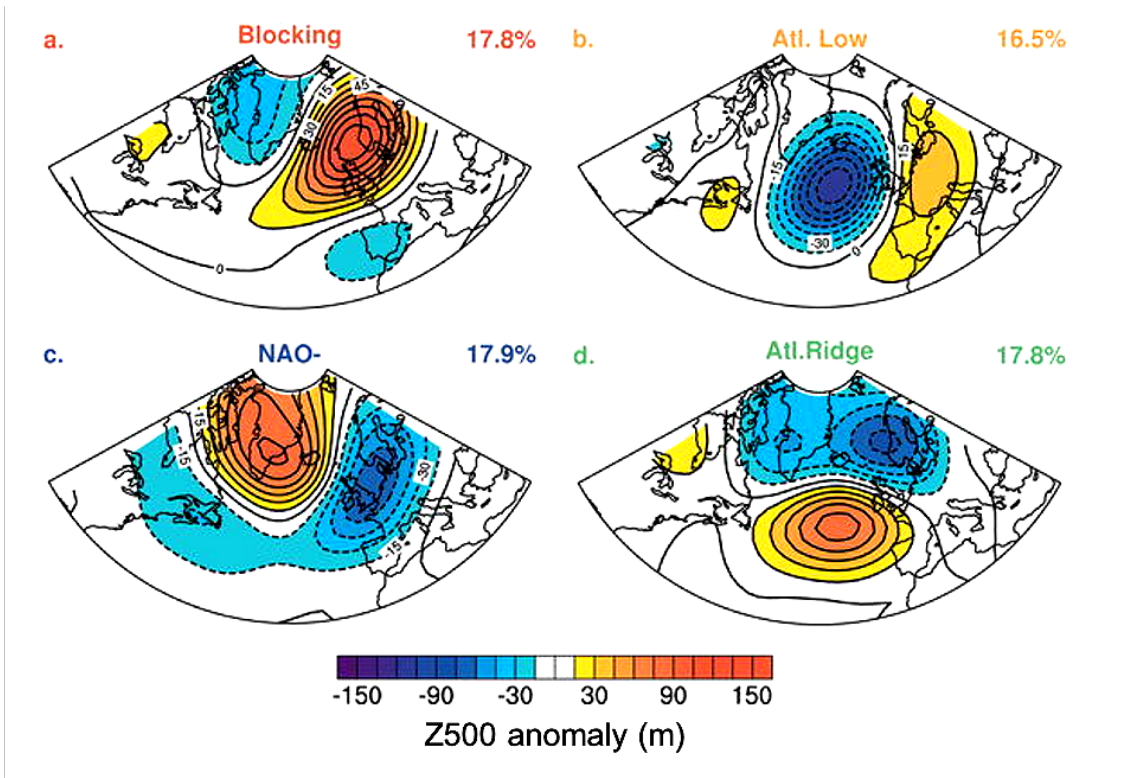 a. Blocking 17.8%
b. Atl. Low 16.5%
15
45
30
0
15
-15
-30
0
c. NAO- 17.9%
d. Atl.Ridge 17.8%
15
-15
-30
-15
-150 -90 -30 30 90 150
Z500 anomaly (m)